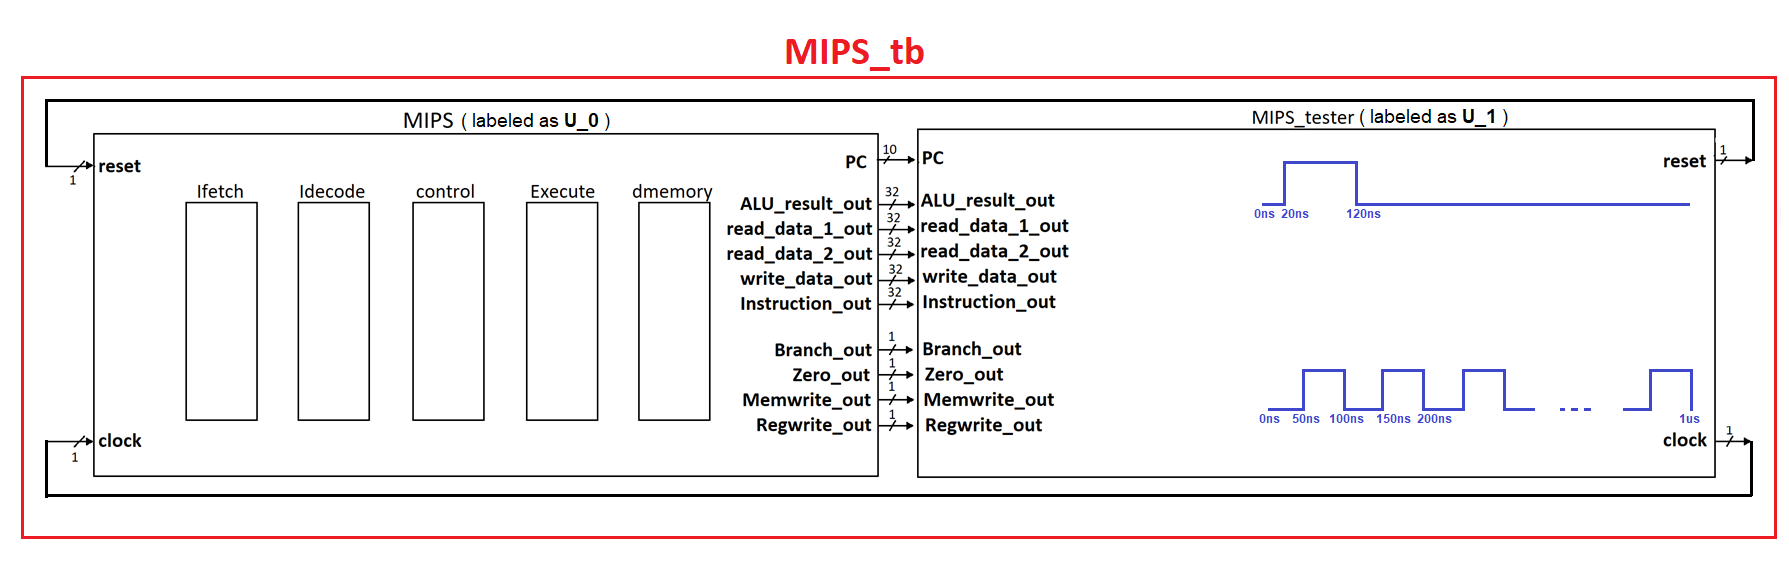 MIPS_tb
MIPS ( labeled as U_0 )
reset
1
Ifetch
Idecode
control
Execute
dmemory
PC
ALU_result_out
read_data_1_out
read_data_2_out
write_data_out
Instruction_out
Branch_out
Zero_out
Memwrite_out
Regwrite_out
clock
1
10
32
32
32
32
32
1
1
1
1
MIPS_tester ( labeled as U_1 )
PC
ALU_result_out
read_data_1_out
read_data_2_out
write_data_out
Instruction_out
Branch_out
Zero_out
Memwrite_out
Regwrite_out
reset
1
0ns 20ns 120ns
0ns 50ns 100ns 150ns 200ns 1us
clock
1